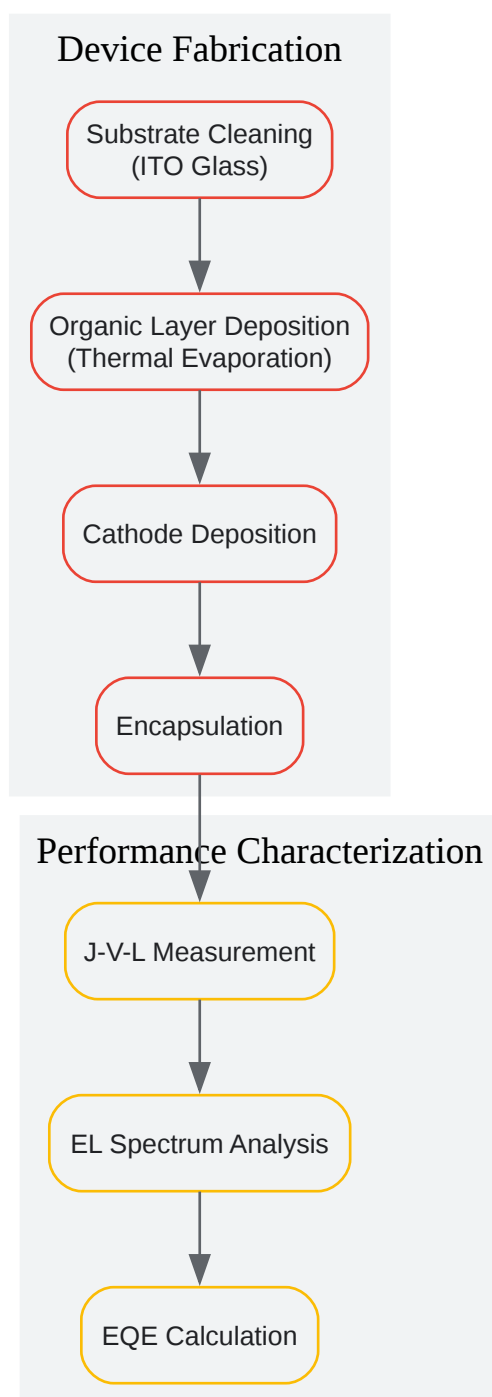 Device Fabrication
Substrate Cleaning
(ITO Glass)
Organic Layer Deposition
(Thermal Evaporation)
Cathode Deposition
Encapsulation
Performance Characterization
J-V-L Measurement
EL Spectrum Analysis
EQE Calculation